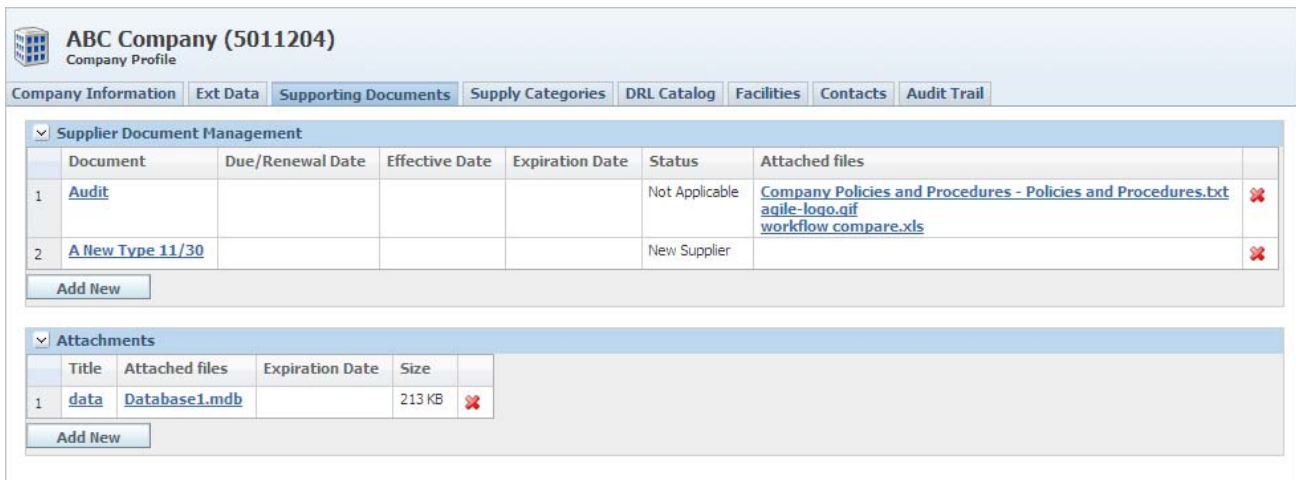 ABC Company (5011204)
Company Profile
Company Information Ext Data Supporting Documents Supply Categories DRL Catalog Facilities Contacts Audit Trail
Supplier Document Management
Document Due/Renewal Date Effective Date Expiration Date Status Attached files
1 Audit Not Applicable Company Policies and Procedures - Policies and Procedures.txt
agile-logo.gif
workflow compare.xls
2 A New Type 11/30 New Supplier
Add New
Attachments
Title Attached files Expiration Date Size
1 data Database1.mdb 213 KB
Add New